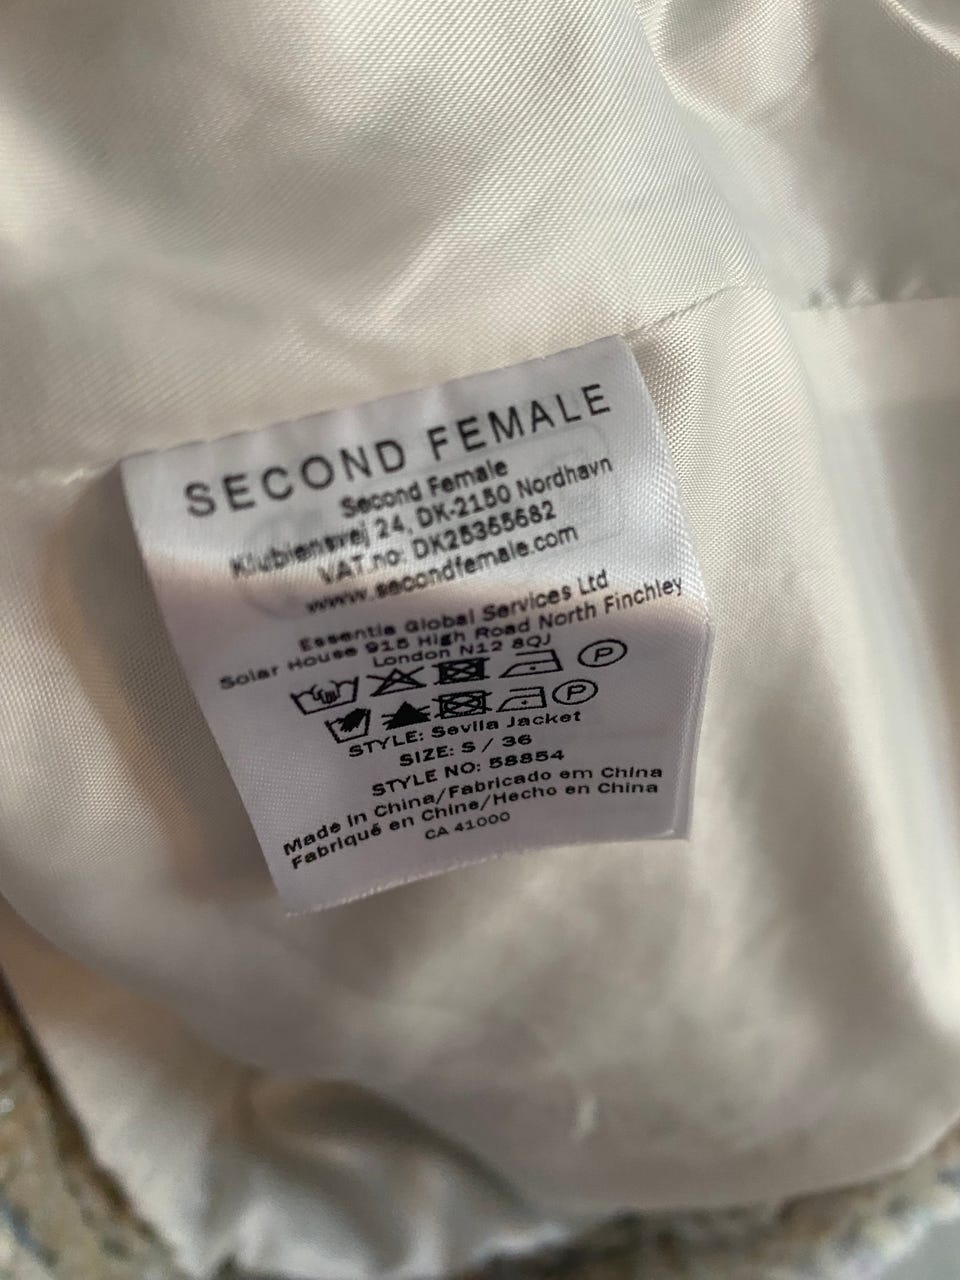 SECOND FEMALE
Second Female
Klubiensvej 24, DK-2150 Nordhavn
VAT no: DK25365682
www.secondfemale.com
Essentia Global Services Ltd
Solar House 915 High Road North Finchley
London N12 8QJ
P
P
STYLE: Sevilla Jacket
SIZE: S / 36
STYLE NO: 58854
Made in China/Fabricado em China
Fabriqué en Chine/Hecho en China
CA 41000